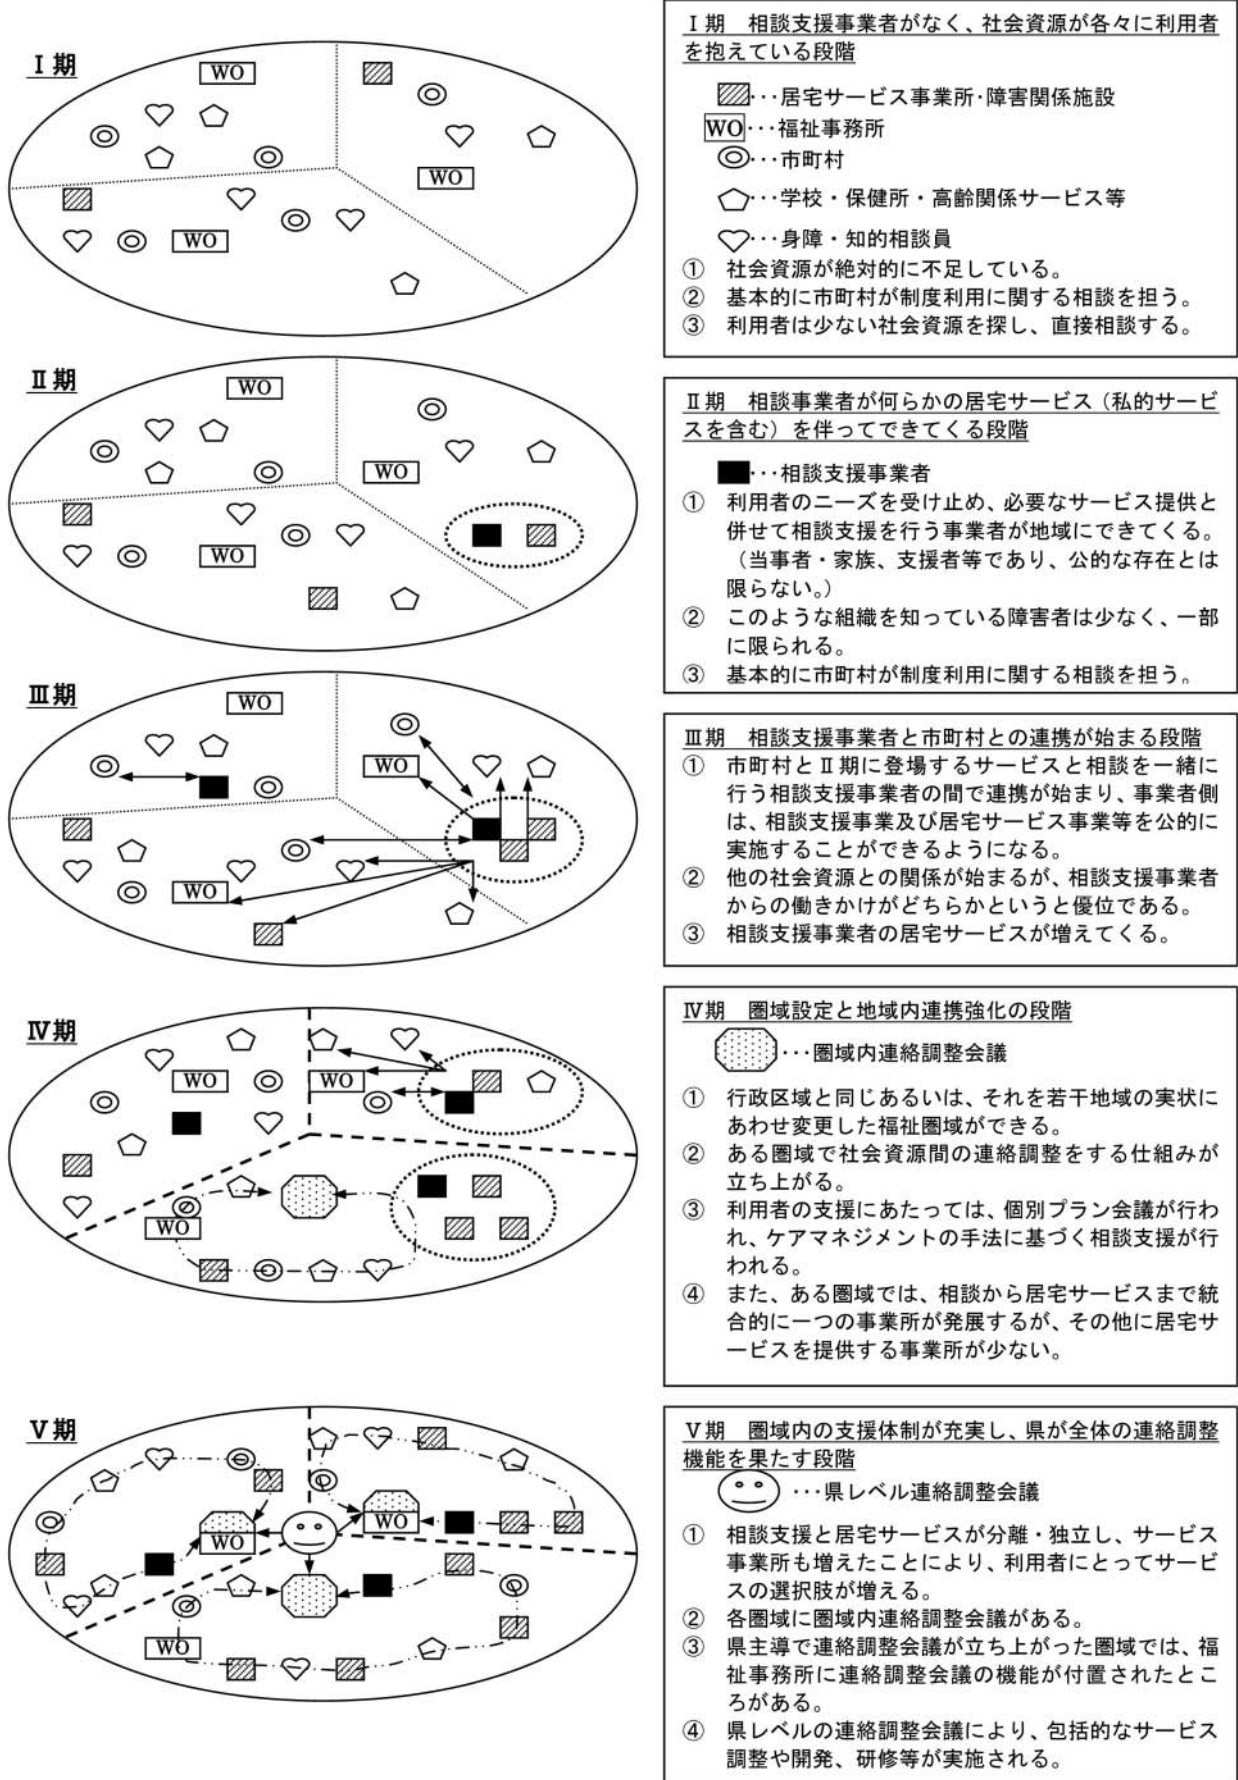 Ⅰ期
WO
WO
WO
Ⅰ期　相談支援事業者がなく、社会資源が各々に利用者
を抱えている段階
･･･居宅サービス事業所･障害関係施設
WO･･･福祉事務所
･･･市町村
･･･学校・保健所・高齢関係サービス等
･･･身障・知的相談員
①　社会資源が絶対的に不足している。
②　基本的に市町村が制度利用に関する相談を担う。
③　利用者は少ない社会資源を探し、直接相談する。
Ⅱ期
WO
WO
WO
Ⅱ期　相談事業者が何らかの居宅サービス（私的サービ
スを含む）を伴ってできてくる段階
･･･相談支援事業者
①　利用者のニーズを受け止め、必要なサービス提供と
併せて相談支援を行う事業者が地域にできてくる。
（当事者・家族、支援者等であり、公的な存在とは
限らない。）
②　このような組織を知っている障害者は少なく、一部
に限られる。
③　基本的に市町村が制度利用に関する相談を担う。
Ⅲ期
WO
WO
WO
Ⅲ期　相談支援事業者と市町村との連携が始まる段階
①　市町村とⅡ期に登場するサービスと相談を一緒に
行う相談支援事業者の間で連携が始まり、事業者側
は、相談支援事業及び居宅サービス事業等を公的に
実施することができるようになる。
②　他の社会資源との関係が始まるが、相談支援事業者
からの働きかけがどちらかというと優位である。
③　相談支援事業者の居宅サービスが増えてくる。
Ⅳ期
WO
WO
WO
Ⅳ期　圏域設定と地域内連携強化の段階
･･･圏域内連絡調整会議
①　行政区域と同じあるいは、それを若干地域の実状に
あわせ変更した福祉圏域ができる。
②　ある圏域で社会資源間の連絡調整をする仕組みが
立ち上がる。
③　利用者の支援にあたっては、個別プラン会議が行わ
れ、ケアマネジメントの手法に基づく相談支援が行
われる。
④　また、ある圏域では、相談から居宅サービスまで統
合的に一つの事業所が発展するが、その他に居宅サ
ービスを提供する事業所が少ない。
Ⅴ期
WO
WO
WO
Ⅴ期　圏域内の支援体制が充実し、県が全体の連絡調整
機能を果たす段階
･･･県レベル連絡調整会議
①　相談支援と居宅サービスが分離・独立し、サービス
事業所も増えたことにより、利用者にとってサービ
スの選択肢が増える。
②　各圏域に圏域内連絡調整会議がある。
③　県主導で連絡調整会議が立ち上がった圏域では、福
祉事務所に連絡調整会議の機能が付置されたとこ
ろがある。
④　県レベルの連絡調整会議により、包括的なサービス
調整や開発、研修等が実施される。